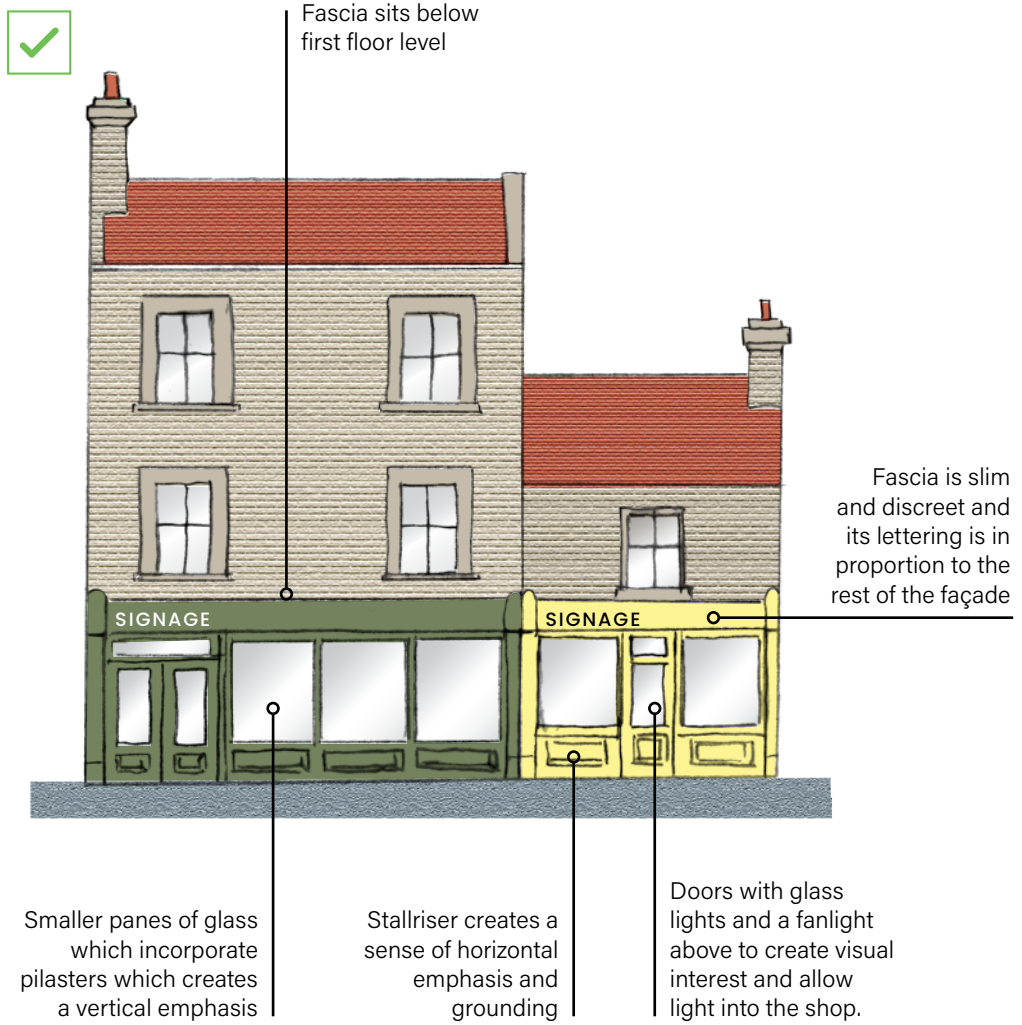 Fascia sits below
first floor level
Fascia is slim
and discreet and
its lettering is in
proportion to the
rest of the façade
SIGNAGE
SIGNAGE
Smaller panes of glass
which incorporate
pilasters which creates
a vertical emphasis
Stallriser creates a
sense of horizontal
emphasis and
grounding
Doors with glass
lights and a fanlight
above to create visual
interest and allow
light into the shop.